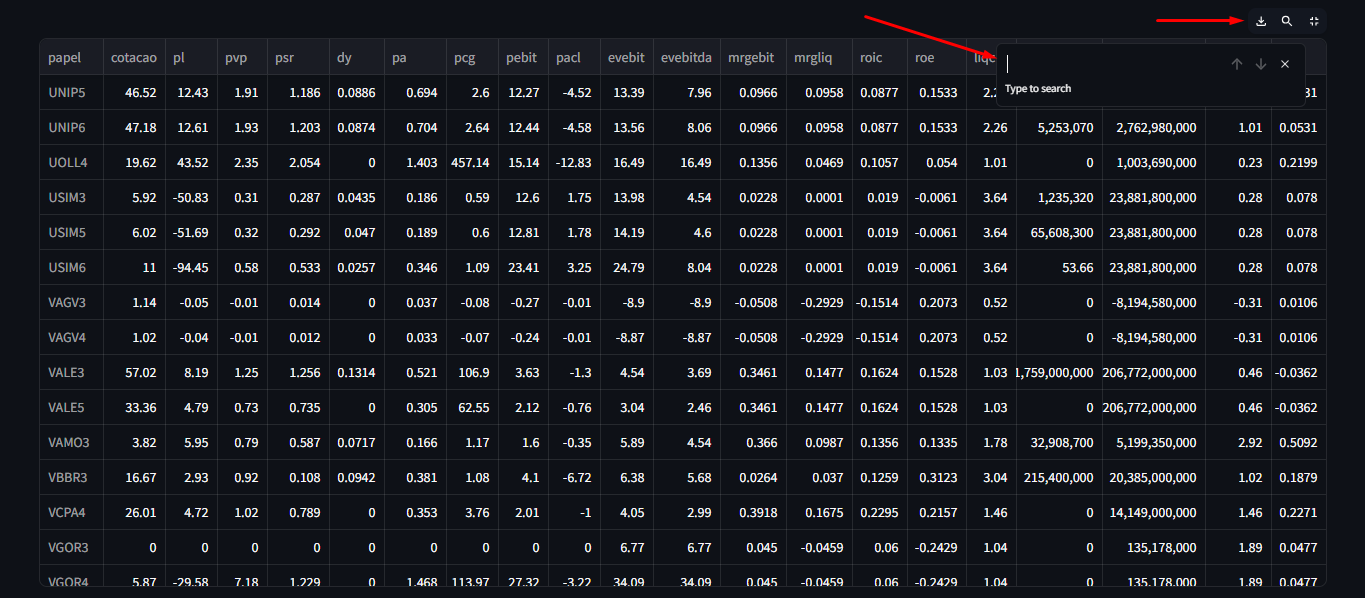 papel cotacao pl pvp psr dy pa pcg pebit pacl evebit evebitda mrgebit mrgliq roic roe
Type to search
UNIP5 46.52 12.43 1.91 1.186 0.0886 0.694 2.6 12.27 -4.52 13.39 7.96 0.0966 0.0958 0.0877 0.1533
UNIP6 47.18 12.61 1.93 1.203 0.0874 0.704 2.64 12.44 -4.58 13.56 8.06 0.0966 0.0958 0.0877 0.1533 2.26 5,253,070 2,762,980,000 1.01 0.0531
UOLL4 19.62 43.52 2.35 2.054 0 1.403 457.14 15.14 -12.83 16.49 16.49 0.1356 0.0469 0.1057 0.054 1.01 0 1,003,690,000 0.23 0.2199
USIM3 5.92 -50.83 0.31 0.287 0.0435 0.186 0.59 12.6 1.75 13.98 4.54 0.0228 0.0001 0.019 -0.0061 3.64 1,235,320 23,881,800,000 0.28 0.078
USIM5 6.02 -51.69 0.32 0.292 0.047 0.189 0.6 12.81 1.78 14.19 4.6 0.0228 0.0001 0.019 -0.0061 3.64 65,608,300 23,881,800,000 0.28 0.078
USIM6 11 -94.45 0.58 0.533 0.0257 0.346 1.09 23.41 3.25 24.79 8.04 0.0228 0.0001 0.019 -0.0061 3.64 53.66 23,881,800,000 0.28 0.078
VAGV3 1.14 -0.05 -0.01 0.014 0 0.037 -0.08 -0.27 -0.01 -8.9 -8.9 -0.0508 -0.2929 -0.1514 0.2073 0.52 0 -8,194,580,000 -0.31 0.0106
VAGV4 1.02 -0.04 -0.01 0.012 0 0.033 -0.07 -0.24 -0.01 -8.87 -8.87 -0.0508 -0.2929 -0.1514 0.2073 0.52 0 -8,194,580,000 -0.31 0.0106
VALE3 57.02 8.19 1.25 1.256 0.1314 0.521 106.9 3.63 -1.3 4.54 3.69 0.3461 0.1477 0.1624 0.1528 1.03 1,759,000,000 206,772,000,000 0.46 -0.0362
VALE5 33.36 4.79 0.73 0.735 0 0.305 62.55 2.12 -0.76 3.04 2.46 0.3461 0.1477 0.1624 0.1528 1.03 0 206,772,000,000 0.46 -0.0362
VAMO3 3.82 5.95 0.79 0.587 0.0717 0.166 1.17 1.6 -0.35 5.89 4.54 0.366 0.0987 0.1356 0.1335 1.78 32,908,700 5,199,350,000 2.92 0.5092
VBBR3 16.67 2.93 0.92 0.108 0.0942 0.381 1.08 4.1 -6.72 6.38 5.68 0.0264 0.037 0.1259 0.3123 3.04 215,400,000 20,385,000,000 1.02 0.1879
VCPA4 26.01 4.72 1.02 0.789 0 0.353 3.76 2.01 -1 4.05 2.99 0.3918 0.1675 0.2295 0.2157 1.46 0 14,149,000,000 1.46 0.2271
VGOR3 0 0 0 0 0 0 0 0 0 6.77 6.77 0.045 -0.0459 0.06 -0.2429 1.04 0 135,178,000 1.89 0.0477
VGOR4 5.87 -29.58 7.18 1.229 0 1.468 113.97 27.32 -3.22 34.09 34.09 0.045 -0.0459 0.06 -0.2429 1.04 0 135,178,000 1.89 0.0477